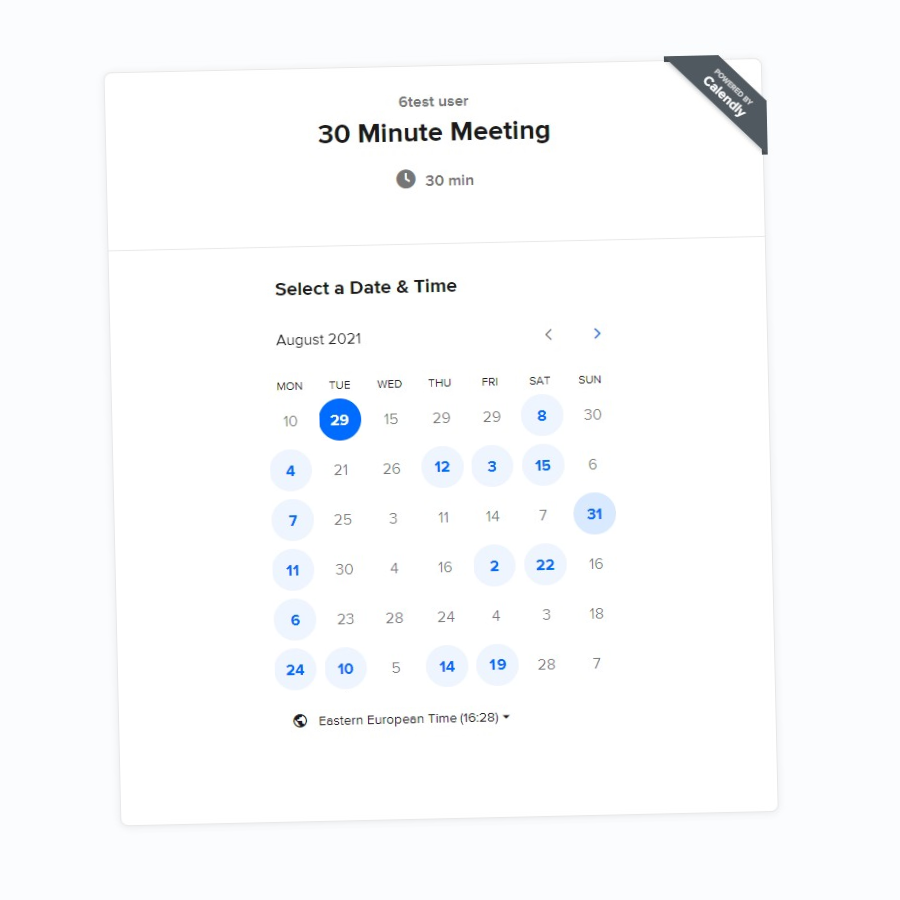 POWERED BY
Calendly
6test user
30 Minute Meeting
30 min
Select a Date & Time
August 2021
MON TUE WED THU FRI SAT SUN
10 29 15 29 29 8 30
4 21 26 12 3 15 6
7 25 3 11 14 7 31
11 30 4 16 2 22 16
6 23 28 24 4 3 18
24 10 5 14 19 28 7
Eastern European Time (16:28)